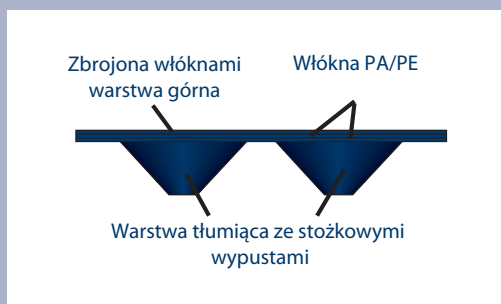 Zbrojona włóknami
warstwa górna
Włókna PA/PE
Warstwa tłumiąca ze stożkowymi
wypustami